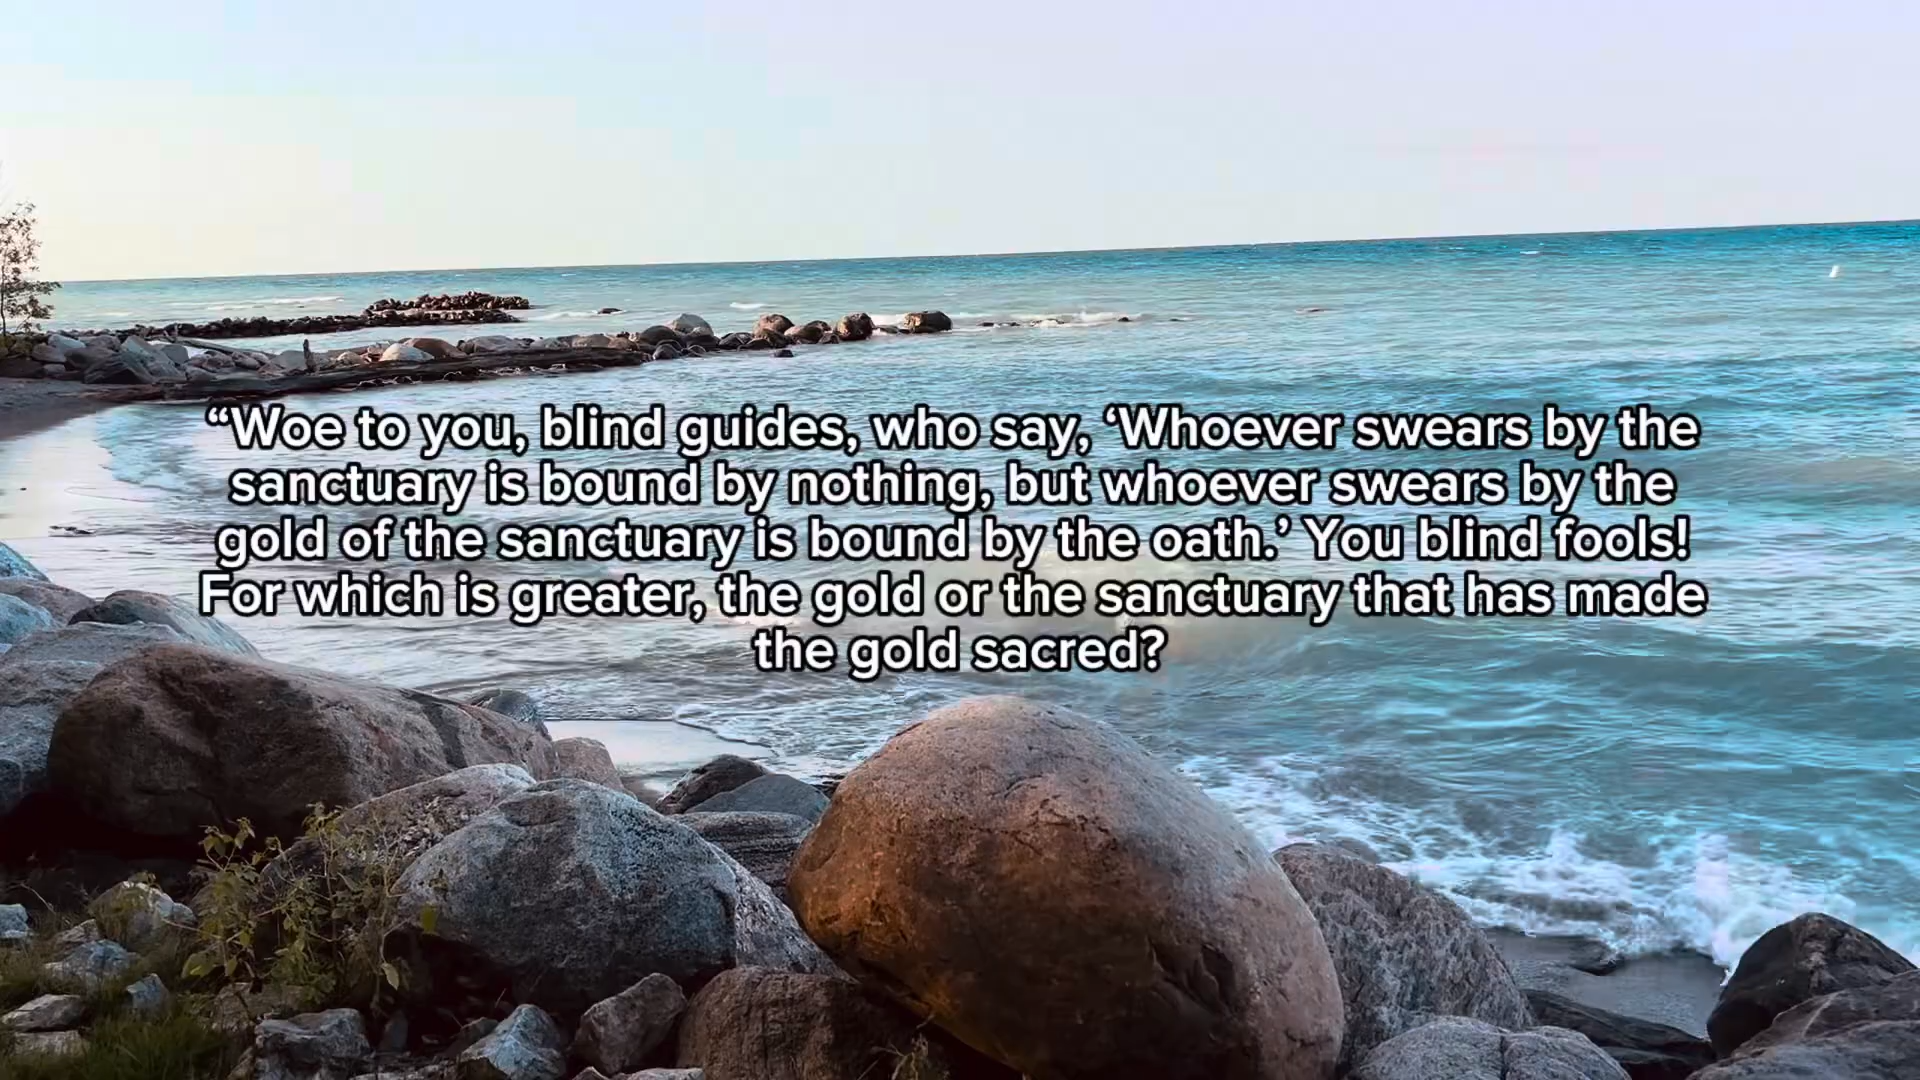 “Woe to you, blind guides, who say, ‘Whoever swears by the
sanctuary is bound by nothing, but whoever swears by the
gold of the sanctuary is bound by the oath.’ You blind fools!
For which is greater, the gold or the sanctuary that has made
the gold sacred?